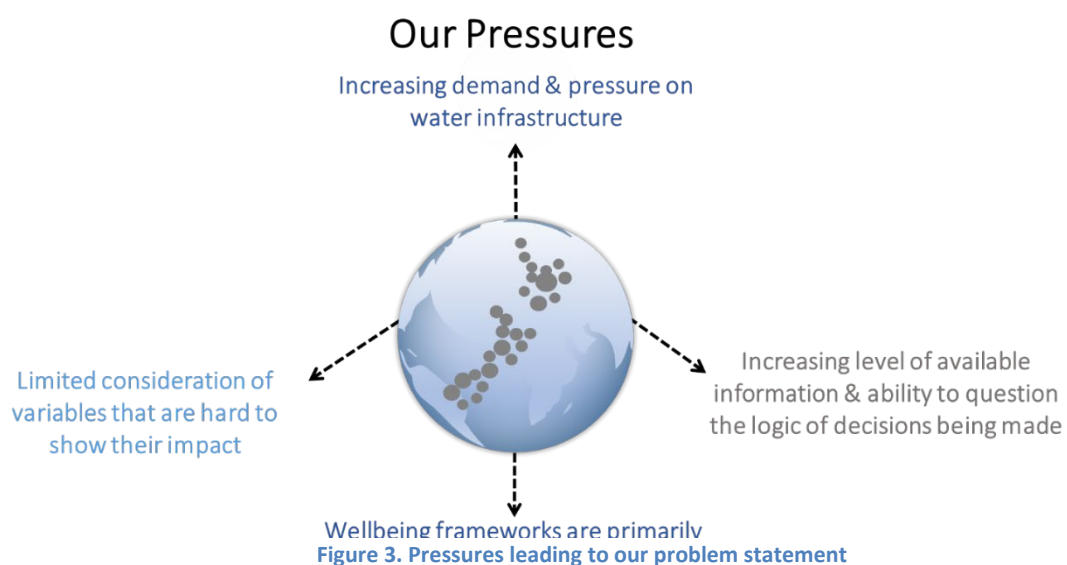 Our Pressures
Increasing demand & pressure on
water infrastructure
Limited consideration of
variables that are hard to
show their impact
Increasing level of available
information & ability to question
the logic of decisions being made
Wellbeing frameworks are primarily
Figure 3. Pressures leading to our problem statement